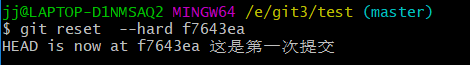 jj@LAPTOP-D1NMSAQ2 MINGW64 /e/git3/test (master)
$ git reset  --hard f7643ea
HEAD is now at f7643ea 这是第一次提交